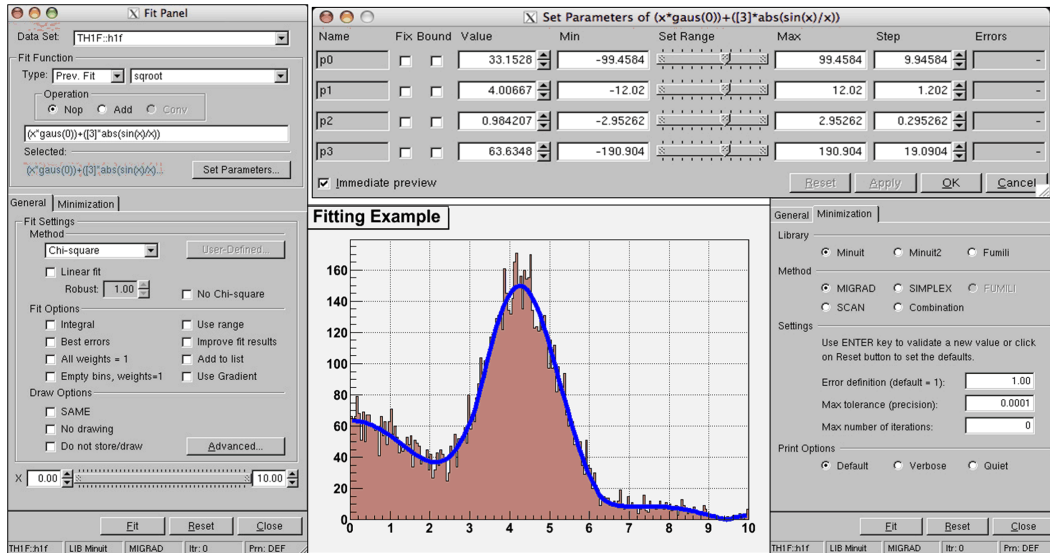 Fit Panel
Data Set: TH1F::h1f
Fit Function
Type: Prev. Fit sqroot
Operation
Nop Add Conv
(x*gaus(0))+([3]*abs(sin(x)/x))
Selected:
(x*gaus(0))+([3]*abs(sin(x)/x)...
Set Parameters...
General Minimization
Fit Settings
Method
Chi-square User-Defined...
Linear fit
Robust: 1.00 No Chi-square
Fit Options
Integral Use range
Best errors Improve fit results
All weights = 1 Add to list
Empty bins, weights=1 Use Gradient
Draw Options
SAME
No drawing
Do not store/draw Advanced...
X 0.00 10.00
Fit Reset Close
TH1F::h1f LIB Minuit MIGRAD Itr: 0 Prn: DEF
Set Parameters of (x*gaus(0))+([3]*abs(sin(x)/x))
Name Fix Bound Value Min Set Range Max Step Errors
p0 33.1528 -99.4584 99.4584 9.94584 -
p1 4.00667 -12.02 12.02 1.202 -
p2 0.984207 -2.95262 2.95262 0.295262 -
p3 63.6348 -190.904 190.904 19.0904 -
Immediate preview
Reset Apply OK Cancel
Fitting Example
160
140
120
100
80
60
40
20
0
0 1 2 3 4 5 6 7 8 9 10
General Minimization
Library
Minuit Minuit2 Fumili
Method
MIGRAD SIMPLEX FUMILI
SCAN Combination
Settings
Use ENTER key to validate a new value or click
on Reset button to set the defaults.
Error definition (default = 1): 1.00
Max tolerance (precision): 0.0001
Max number of iterations: 0
Print Options
Default Verbose Quiet
Fit Reset Close
TH1F::h1f LIB Minuit MIGRAD Itr: 0 Prn: DEF